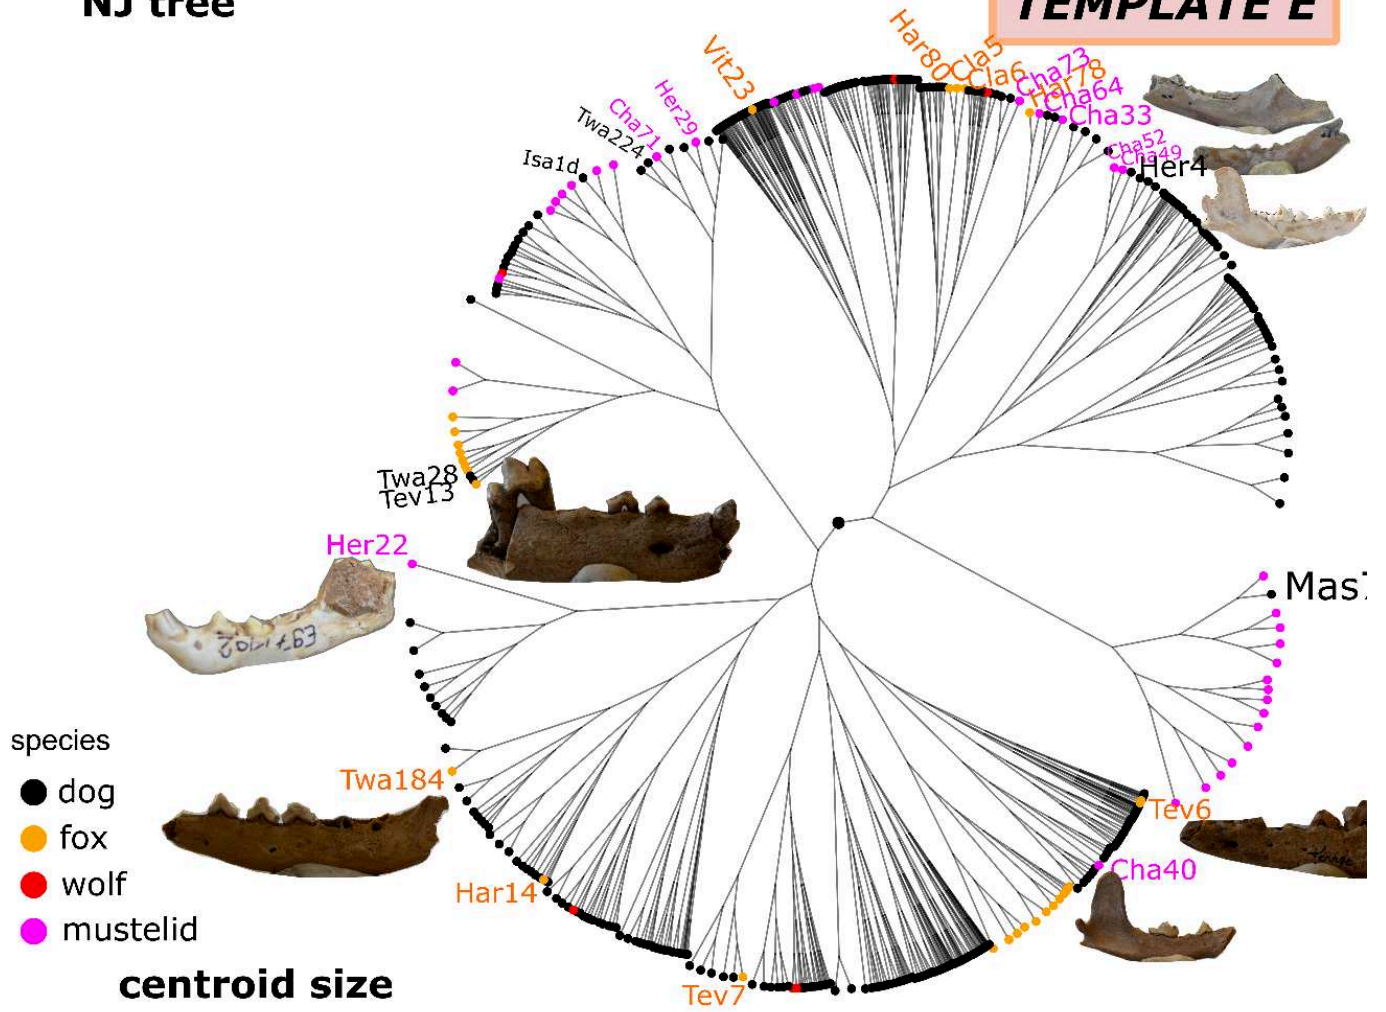 NJ tree
TEMPLATE E
Vit23
Har80
Cla5
Cla6
Cha73
Har78
Cha64
Cha33
Cha52
Cha49
Her4
Her29
Cha71
Twa224
Isa1d
Twa28
Tev13
Her22
Mas
Twa184
Tev6
Cha40
Har14
Tev7
species
dog
fox
wolf
mustelid
centroid size